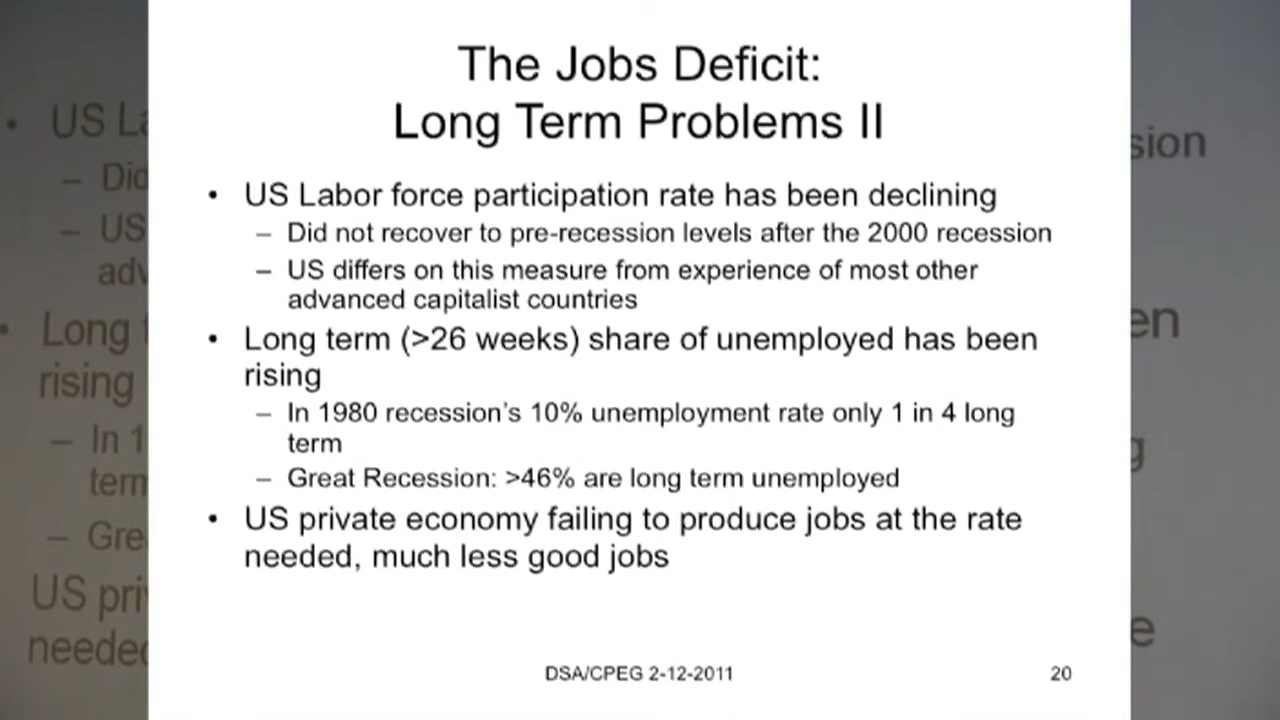 The Jobs Deficit:
Long Term Problems II
• US Labor force participation rate has been declining
– Did not recover to pre-recession levels after the 2000 recession
– US differs on this measure from experience of most other
advanced capitalist countries
• Long term (>26 weeks) share of unemployed has been
rising
– In 1980 recession's 10% unemployment rate only 1 in 4 long
term
– Great Recession: >46% are long term unemployed
• US private economy failing to produce jobs at the rate
needed, much less good jobs
DSA/CPEG 2-12-2011
20